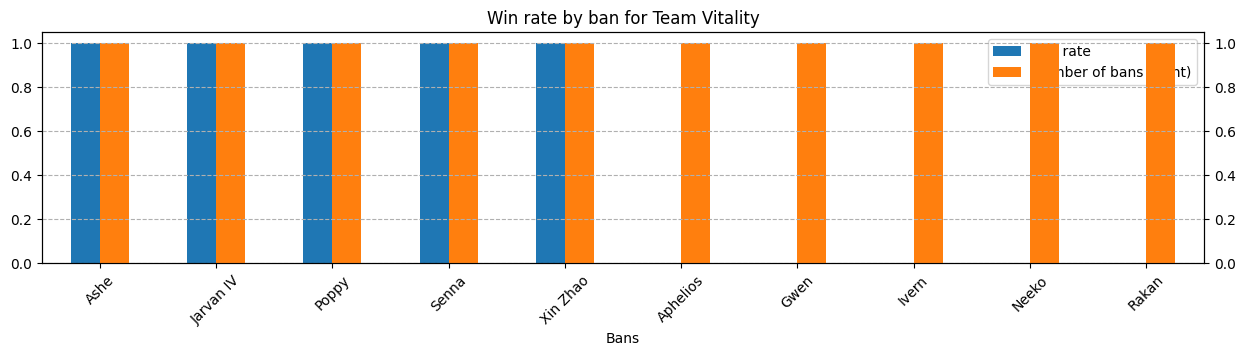 Win rate by ban for Team Vitality
1.0
0.8
0.6
0.4
0.2
0.0
rate
of bans
1.0
0.8
0.6
0.4
0.2
0.0
Ashe
Jarvan IV
Poppy
Senna
Xin Zhao
Aphelios
Gwen
Ivern
Neeko
Rakan
Bans